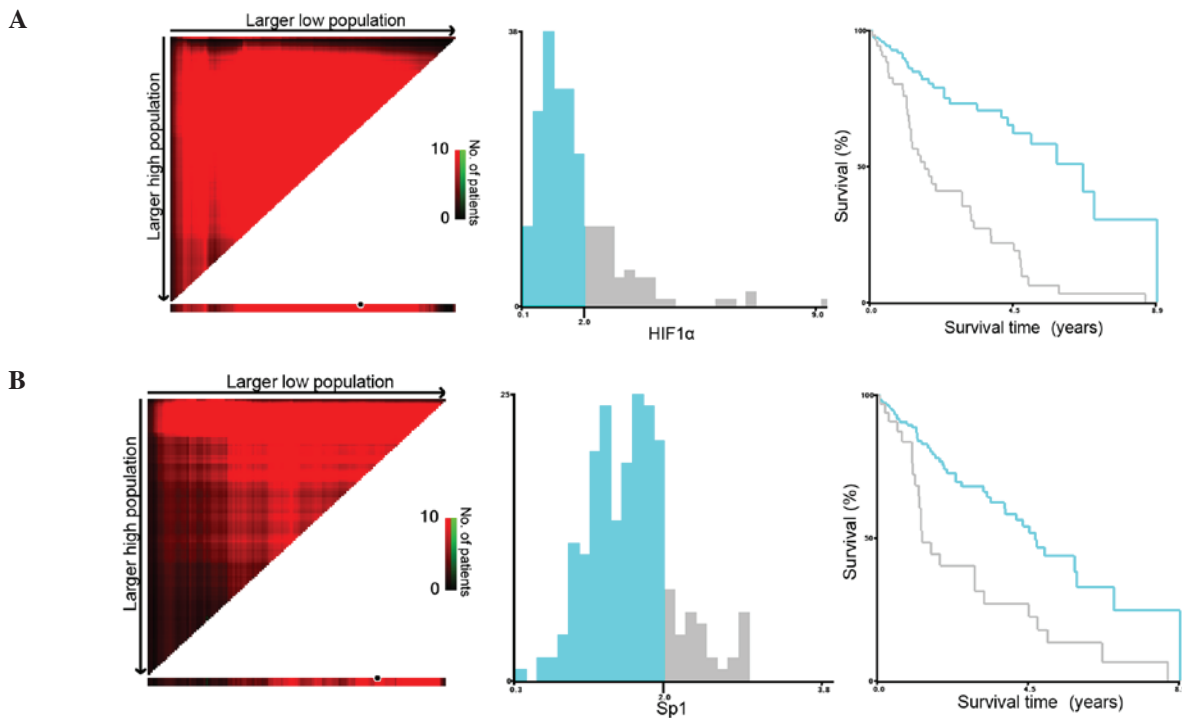 A
Larger low population
Larger high population
10
0
No. of patients
38
0
0.1
2.0
9.0
HIF1α
100
50
0
Survival (%)
0.0
4.5
8.9
Survival time (years)
B
Larger low population
Larger high population
10
0
No. of patients
25
0
0.3
2.0
3.8
Sp1
100
50
0
Survival (%)
0.0
4.5
Survival time (years)